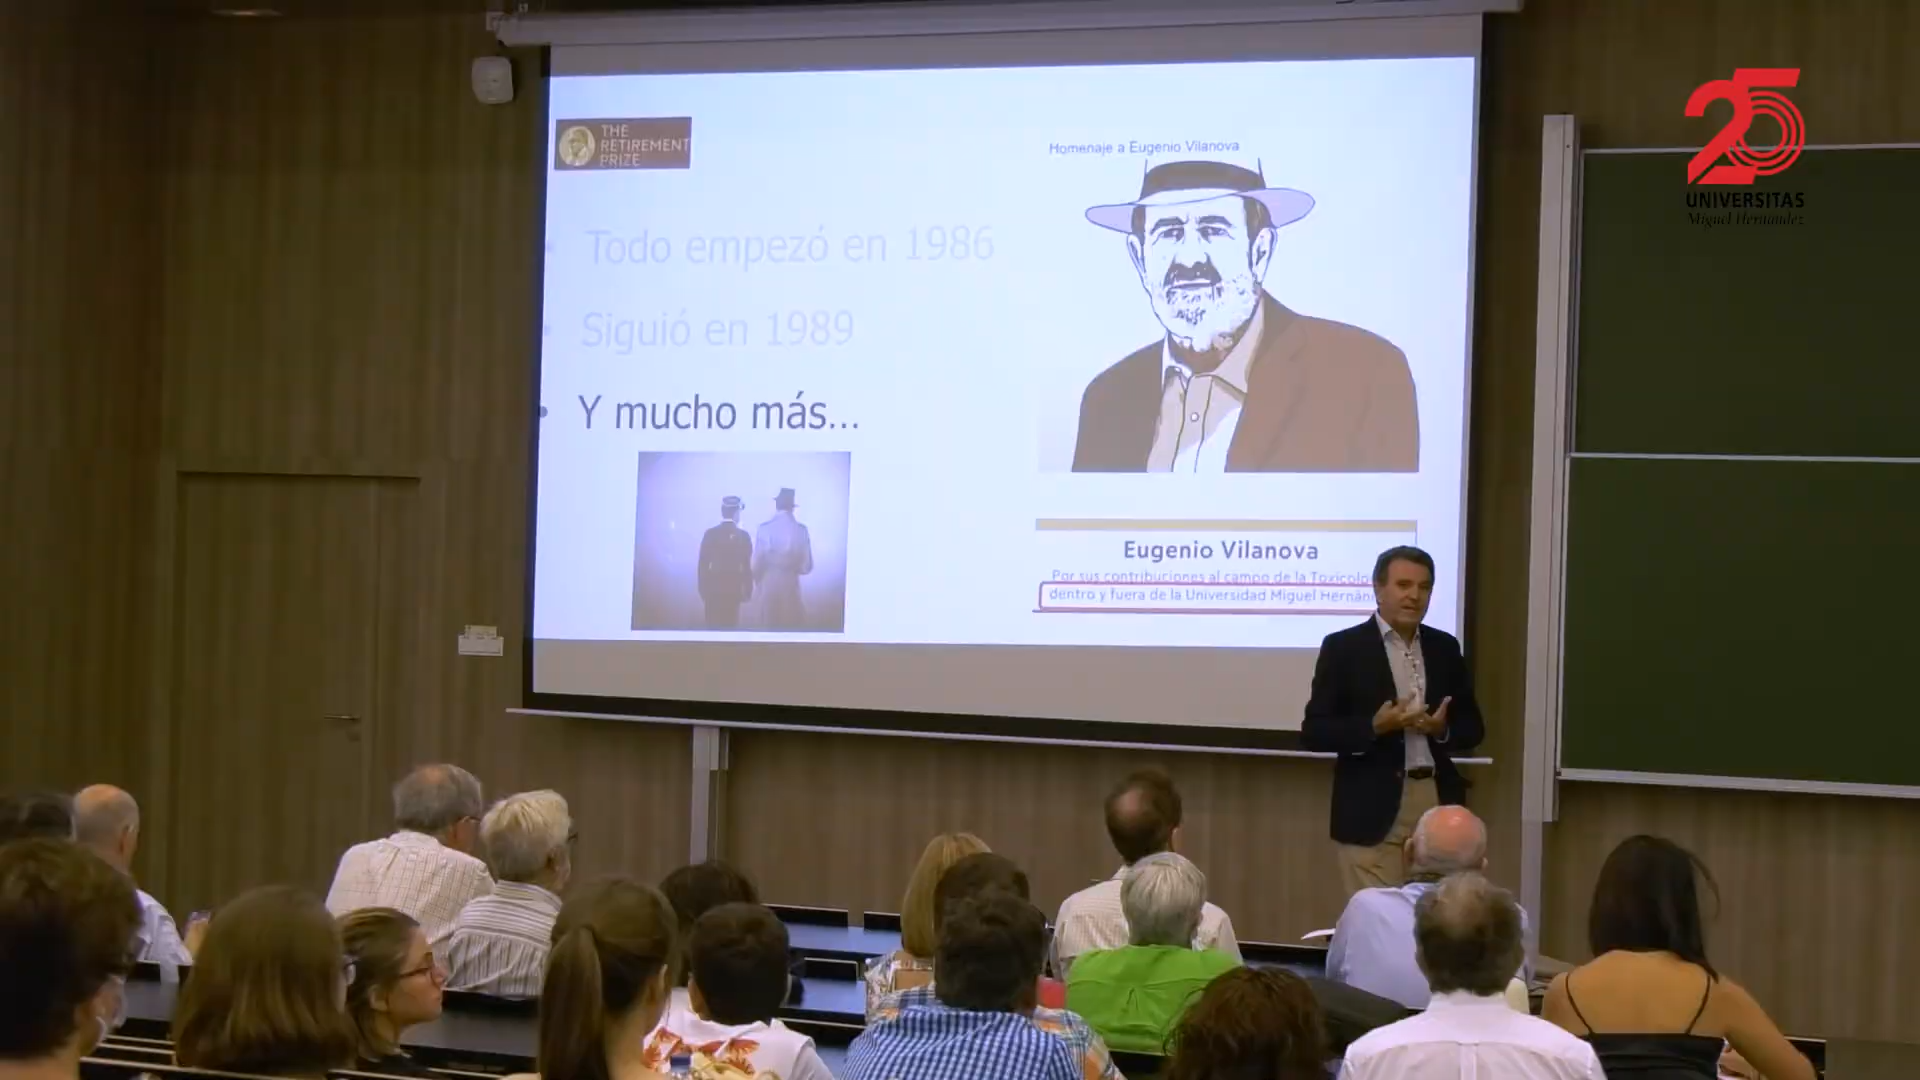 THE
RETIREMENT
PRIZE
Homenaje a Eugenio Vilanova
• Todo empezó en 1986
• Siguió en 1989
• Y mucho más...
Eugenio Vilanova
Por sus contribuciones al campo de la
dentro y fuera de la Universidad Miguel
25
UNIVERSITAS
Miguel Hernández